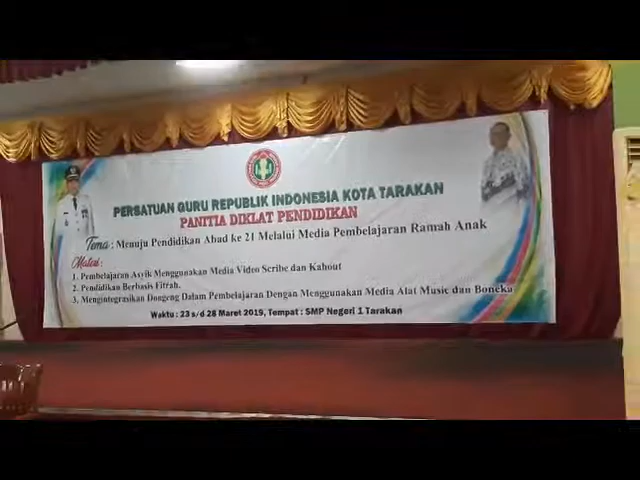 PERSATUAN GURU REPUBLIK INDONESIA KOTA TARAKAN
PANITIA DIKLAT PENDIDIKAN
Tema : Menuju Pendidikan Abad ke 21 Melalui Media Pembelajaran Ramah Anak
Materi :
1. Pembelajaran Asyik Menggunakan Media Video Scribe dan Kahout
2. Pendidikan Berbasis Fitrah.
3. Mengintegrasikan Dongeng Dalam Pembelajaran Dengan Menggunakan Media Alat Music dan Boneka
Waktu : 23 s/d 28 Maret 2019, Tempat : SMP Negeri 1 Tarakan